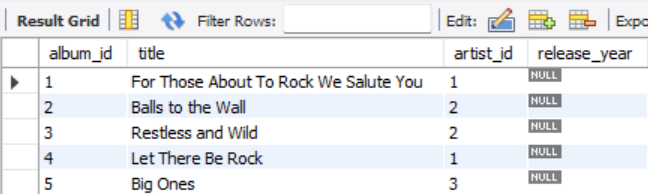 Result Grid Filter Rows: Edit: Expo
album_id title artist_id release_year
1 For Those About To Rock We Salute You 1 NULL
2 Balls to the Wall 2 NULL
3 Restless and Wild 2 NULL
4 Let There Be Rock 1 NULL
5 Big Ones 3 NULL